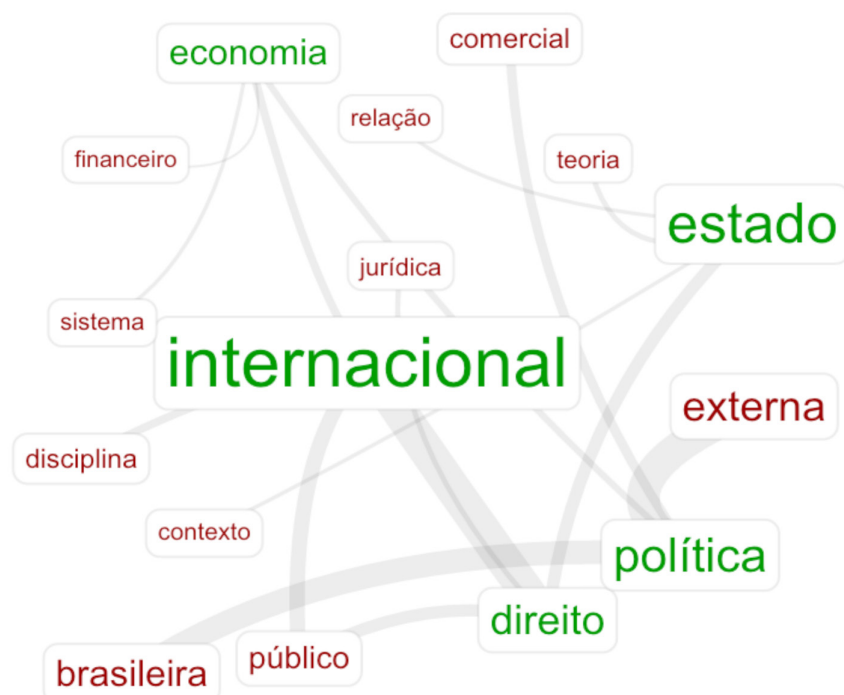 economia
comercial
relação
financeiro
teoria
estado
jurídica
sistema
internacional
externa
disciplina
contexto
política
direito
brasileira
público